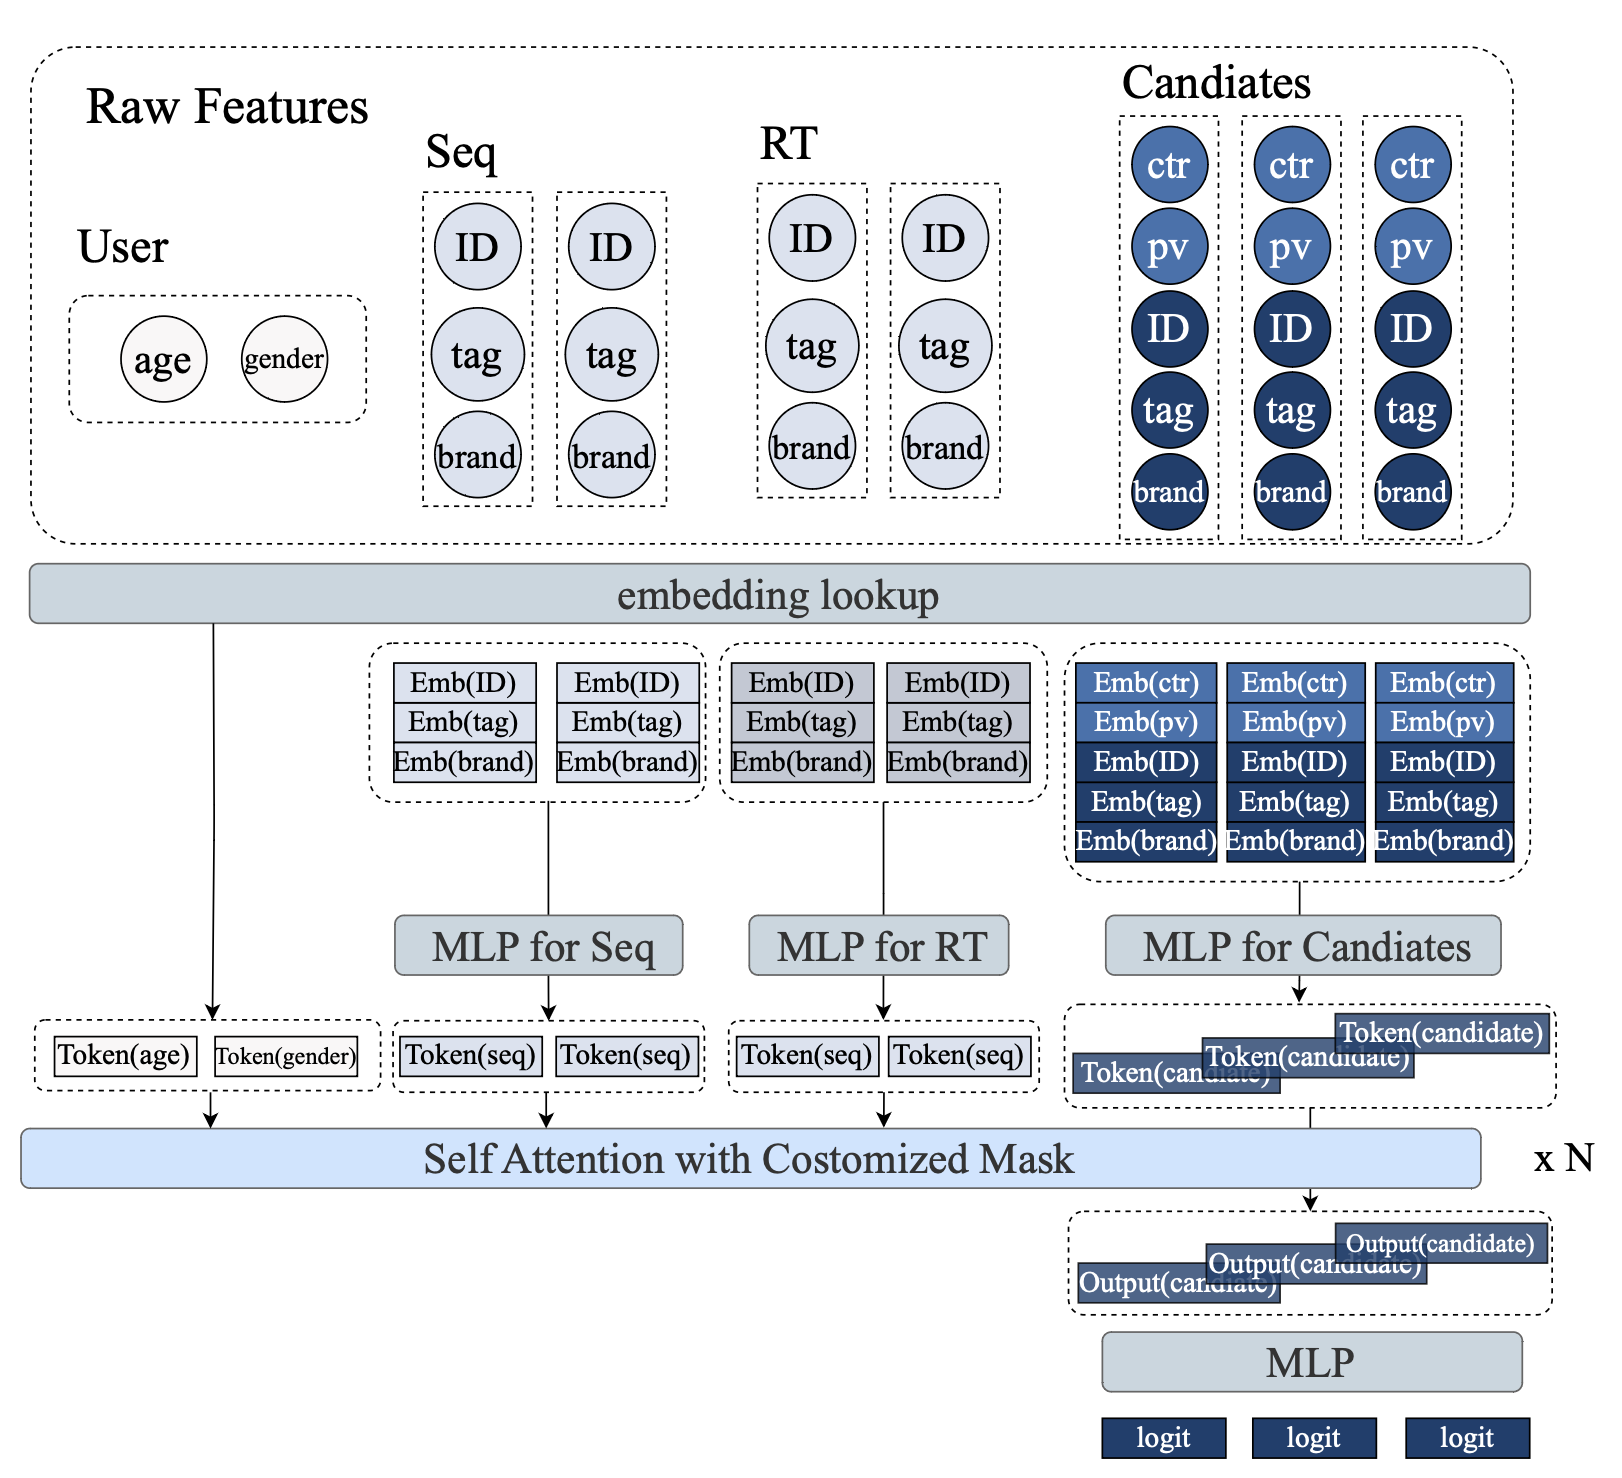 Raw Features
User
age
gender
Seq
ID
ID
tag
tag
brand
brand
RT
ID
ID
tag
tag
brand
brand
Candiates
ctr
ctr
ctr
pv
pv
pv
ID
ID
ID
tag
tag
tag
brand
brand
brand
embedding lookup
Emb(ID)
Emb(tag)
Emb(brand)
Emb(ID)
Emb(tag)
Emb(brand)
Emb(ID)
Emb(tag)
Emb(brand)
Emb(ID)
Emb(tag)
Emb(brand)
Emb(ctr)
Emb(pv)
Emb(ID)
Emb(tag)
Emb(brand)
Emb(ctr)
Emb(pv)
Emb(ID)
Emb(tag)
Emb(brand)
Emb(ctr)
Emb(pv)
Emb(ID)
Emb(tag)
Emb(brand)
MLP for Seq
MLP for RT
MLP for Candiates
Token(age)
Token(gender)
Token(seq)
Token(seq)
Token(seq)
Token(seq)
Token(candiate)
Token(candidate)
Token(candidate)
Self Attention with Costomized Mask
x N
Output(candiate)
Output(candidate)
Output(candidate)
MLP
logit
logit
logit